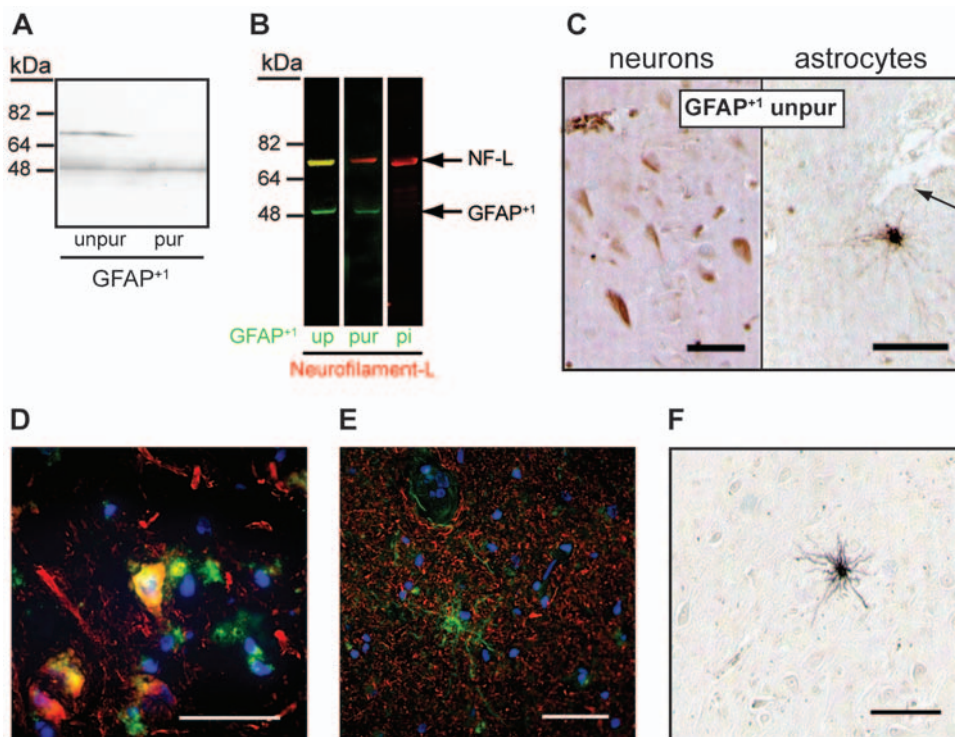 A
kDa
82
64
48
unpur pur
GFAP+1
B
kDa
82
64
48
NF-L
GFAP+1
GFAP+1 up pur pi
Neurofilament-L
C
neurons astrocytes
GFAP+1 unpur
D
E
F